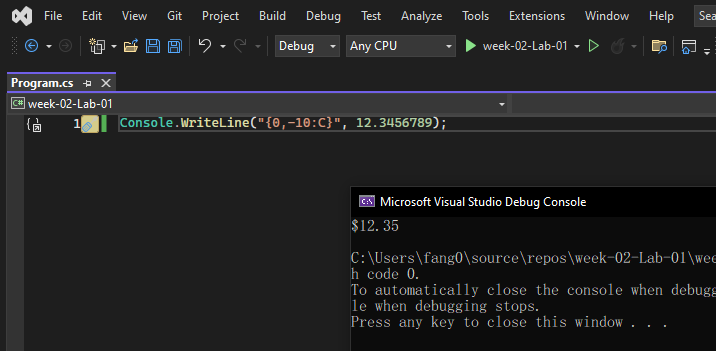 File Edit View Git Project Build Debug Test Analyze Tools Extensions Window Help Sea
Debug Any CPU week-02-Lab-01
Program.cs
C# week-02-Lab-01
1 Console.WriteLine("{0,-10:C}", 12.3456789);
C:\ Microsoft Visual Studio Debug Console
$12.35
C:\Users\fang0\source\repos\week-02-Lab-01\wee
h code 0.
To automatically close the console when debugg
le when debugging stops.
Press any key to close this window . . .